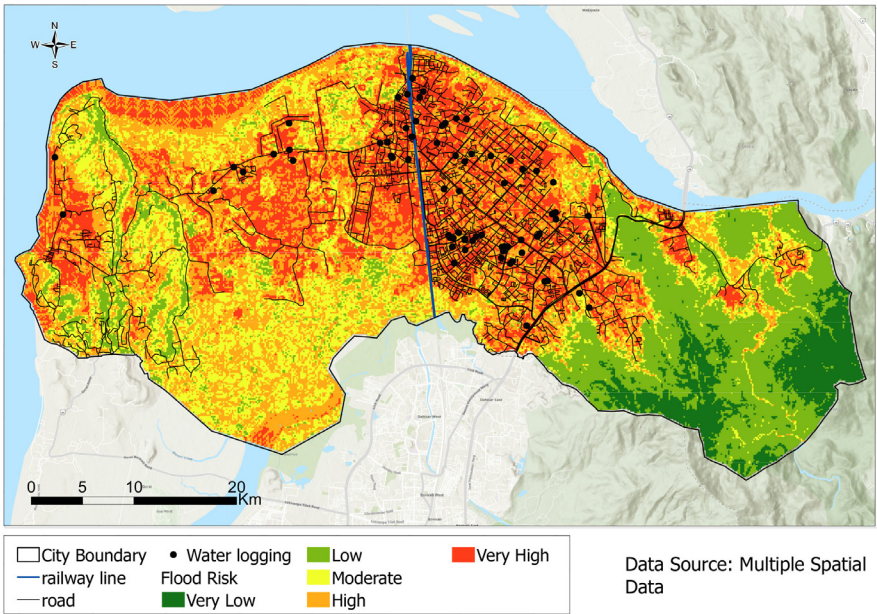 N
W E
S
0 5 10 20
Km
City Boundary
railway line
road
Water logging
Flood Risk
Very Low
Low
Moderate
High
Very High
Data Source: Multiple Spatial
Data